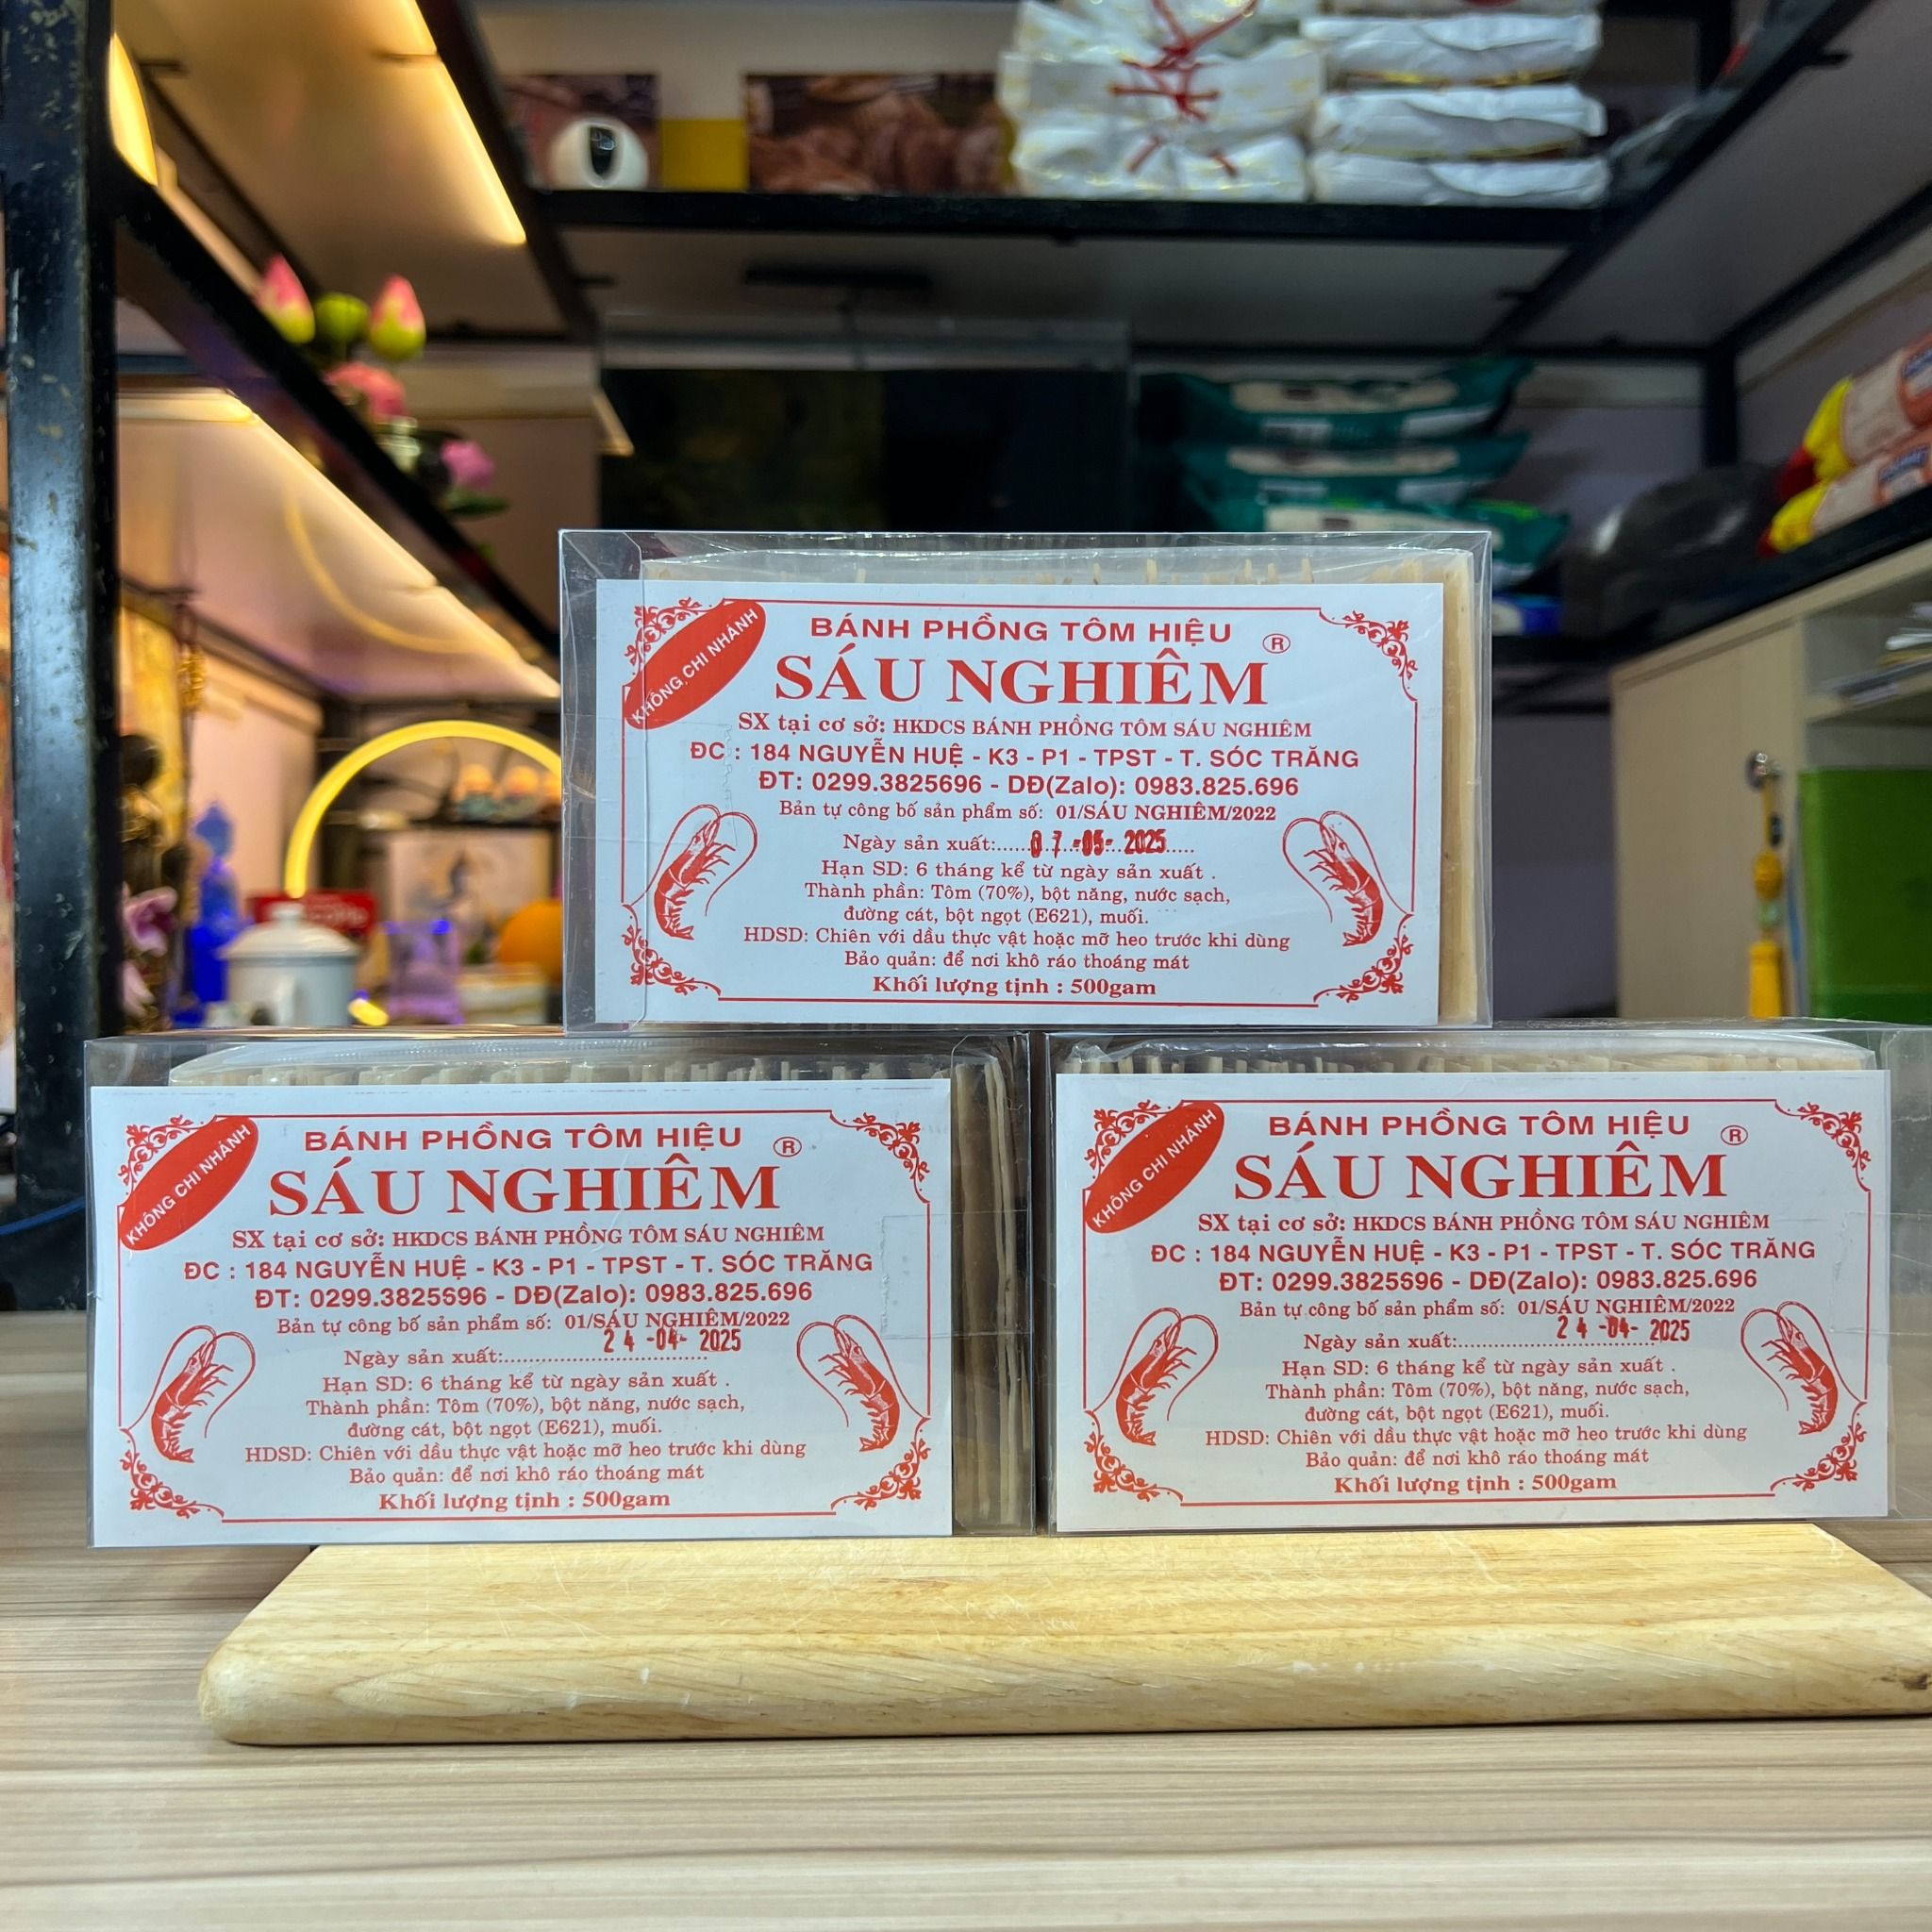 KHÔNG CHI NHÁNH
BÁNH PHỒNG TÔM HIỆU
SÁU NGHIÊM ®
SX tại cơ sở: HKDCS BÁNH PHỒNG TÔM SÁU NGHIÊM
ĐC : 184 NGUYỄN HUỆ - K3 - P1 - TPST - T. SÓC TRĂNG
ĐT: 0299.3825696 - DĐ(Zalo): 0983.825.696
Bản tự công bố sản phẩm số: 01/SÁU NGHIÊM/2022
Ngày sản xuất:...... 07 -05- 2025.....
Hạn SD: 6 tháng kể từ ngày sản xuất .
Thành phần: Tôm (70%), bột năng, nước sạch,
đường cát, bột ngọt (E621), muối.
HDSD: Chiên với dầu thực vật hoặc mỡ heo trước khi dùng
Bảo quản: để nơi khô ráo thoáng mát
Khối lượng tịnh : 500gam
KHÔNG CHI NHÁNH
BÁNH PHỒNG TÔM HIỆU
SÁU NGHIÊM ®
SX tại cơ sở: HKDCS BÁNH PHỒNG TÔM SÁU NGHIÊM
ĐC : 184 NGUYỄN HUỆ - K3 - P1 - TPST - T. SÓC TRĂNG
ĐT: 0299.3825696 - DĐ(Zalo): 0983.825.696
Bản tự công bố sản phẩm số: 01/SÁU NGHIÊM/2022
24 -04- 2025
Ngày sản xuất:..................................
Hạn SD: 6 tháng kể từ ngày sản xuất .
Thành phần: Tôm (70%), bột năng, nước sạch,
đường cát, bột ngọt (E621), muối.
HDSD: Chiên với dầu thực vật hoặc mỡ heo trước khi dùng
Bảo quản: để nơi khô ráo thoáng mát
Khối lượng tịnh : 500gam
KHÔNG CHI NHÁNH
BÁNH PHỒNG TÔM HIỆU
SÁU NGHIÊM ®
SX tại cơ sở: HKDCS BÁNH PHỒNG TÔM SÁU NGHIÊM
ĐC : 184 NGUYỄN HUỆ - K3 - P1 - TPST - T. SÓC TRĂNG
ĐT: 0299.3825696 - DĐ(Zalo): 0983.825.696
Bản tự công bố sản phẩm số: 01/SÁU NGHIÊM/2022
24 -04- 2025
Ngày sản xuất:..................................
Hạn SD: 6 tháng kể từ ngày sản xuất .
Thành phần: Tôm (70%), bột năng, nước sạch,
đường cát, bột ngọt (E621), muối.
HDSD: Chiên với dầu thực vật hoặc mỡ heo trước khi dùng
Bảo quản: để nơi khô ráo thoáng mát
Khối lượng tịnh : 500gam